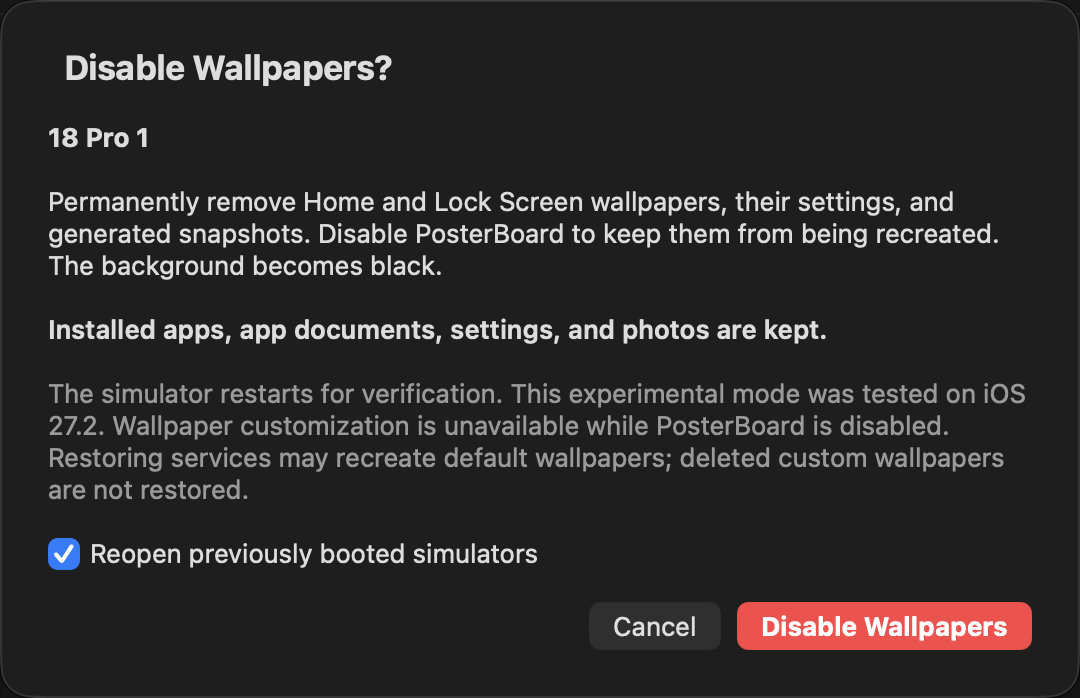 Disable Wallpapers?
18 Pro 1
Permanently remove Home and Lock Screen wallpapers, their settings, and
generated snapshots. Disable PosterBoard to keep them from being recreated.
The background becomes black.
Installed apps, app documents, settings, and photos are kept.
The simulator restarts for verification. This experimental mode was tested on iOS
27.2. Wallpaper customization is unavailable while PosterBoard is disabled.
Restoring services may recreate default wallpapers; deleted custom wallpapers
are not restored.
Reopen previously booted simulators
Cancel
Disable Wallpapers